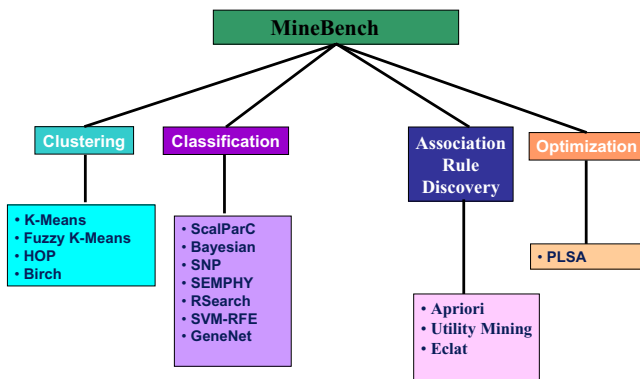 MineBench
Clustering
Classification
Association
Rule
Discovery
Optimization
• K-Means
• Fuzzy K-Means
• HOP
• Birch
• ScalParC
• Bayesian
• SNP
• SEMPHY
• RSearch
• SVM-RFE
• GeneNet
• Apriori
• Utility Mining
• Eclat
• PLSA